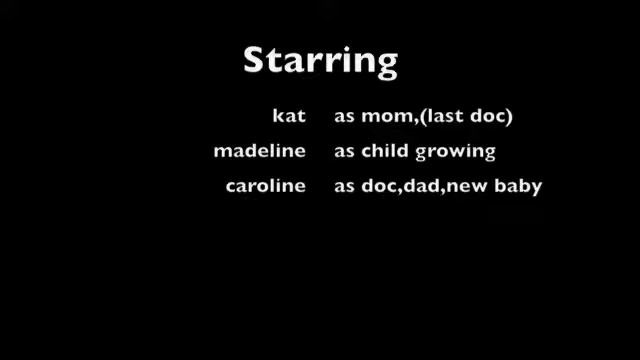 Starring
kat as mom,(last doc)
madeline as child growing
caroline as doc,dad,new baby